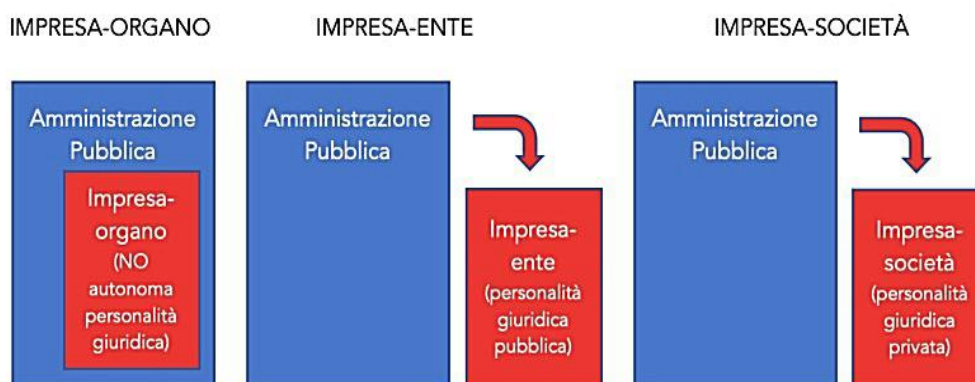 IMPRESA-ORGANO
IMPRESA-ENTE
IMPRESA-SOCIETÀ
Amministrazione
Pubblica
Impresa-
organo
(NO
autonoma
personalità
giuridica)
Amministrazione
Pubblica
Impresa-
ente
(personalità
giuridica
pubblica)
Amministrazione
Pubblica
Impresa-
società
(personalità
giuridica
privata)